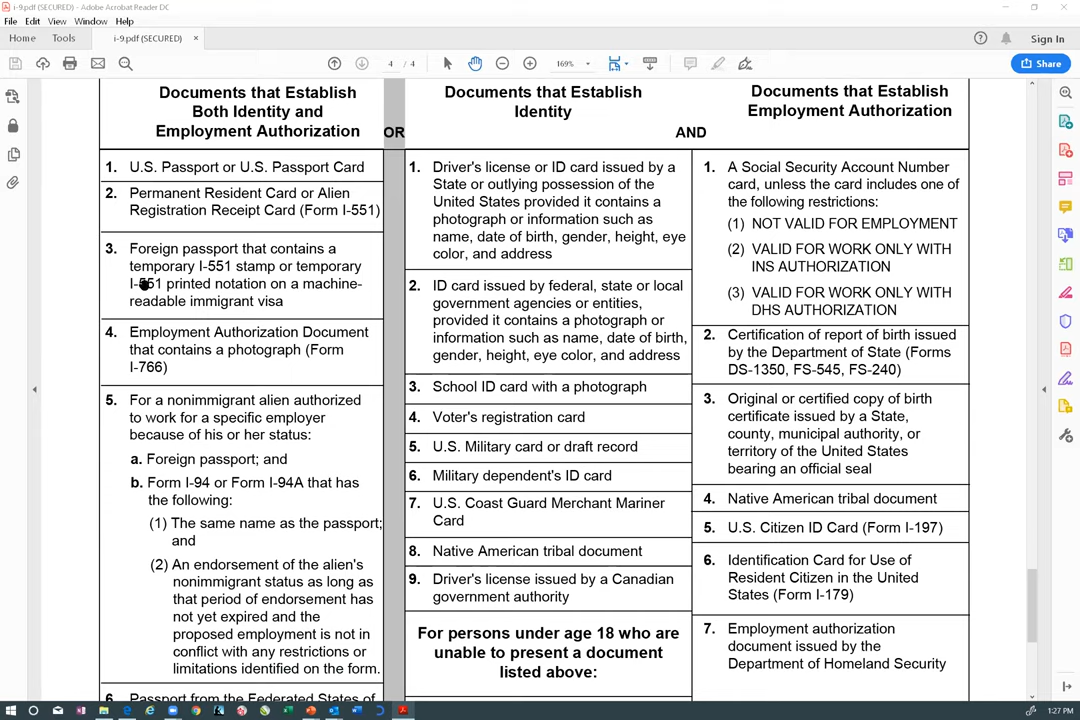 i-9.pdf (SECURED) - Adobe Acrobat Reader DC
File Edit View Window Help
Home Tools i-9.pdf (SECURED) × Sign In
4 / 4 169% Share
Documents that Establish
Both Identity and
Employment Authorization
OR
Documents that Establish
Identity
AND
Documents that Establish
Employment Authorization
1. U.S. Passport or U.S. Passport Card
2. Permanent Resident Card or Alien
Registration Receipt Card (Form I-551)
3. Foreign passport that contains a
temporary I-551 stamp or temporary
I-551 printed notation on a machine-
readable immigrant visa
4. Employment Authorization Document
that contains a photograph (Form
I-766)
5. For a nonimmigrant alien authorized
to work for a specific employer
because of his or her status:
a. Foreign passport; and
b. Form I-94 or Form I-94A that has
the following:
(1) The same name as the passport;
and
(2) An endorsement of the alien's
nonimmigrant status as long as
that period of endorsement has
not yet expired and the
proposed employment is not in
conflict with any restrictions or
limitations identified on the form.
6. Passport from the Federated States of
1. Driver's license or ID card issued by a
State or outlying possession of the
United States provided it contains a
photograph or information such as
name, date of birth, gender, height, eye
color, and address
2. ID card issued by federal, state or local
government agencies or entities,
provided it contains a photograph or
information such as name, date of birth,
gender, height, eye color, and address
3. School ID card with a photograph
4. Voter's registration card
5. U.S. Military card or draft record
6. Military dependent's ID card
7. U.S. Coast Guard Merchant Mariner
Card
8. Native American tribal document
9. Driver's license issued by a Canadian
government authority
For persons under age 18 who are
unable to present a document
listed above:
1. A Social Security Account Number
card, unless the card includes one of
the following restrictions:
(1) NOT VALID FOR EMPLOYMENT
(2) VALID FOR WORK ONLY WITH
INS AUTHORIZATION
(3) VALID FOR WORK ONLY WITH
DHS AUTHORIZATION
2. Certification of report of birth issued
by the Department of State (Forms
DS-1350, FS-545, FS-240)
3. Original or certified copy of birth
certificate issued by a State,
county, municipal authority, or
territory of the United States
bearing an official seal
4. Native American tribal document
5. U.S. Citizen ID Card (Form I-197)
6. Identification Card for Use of
Resident Citizen in the United
States (Form I-179)
7. Employment authorization
document issued by the
Department of Homeland Security
1:27 PM